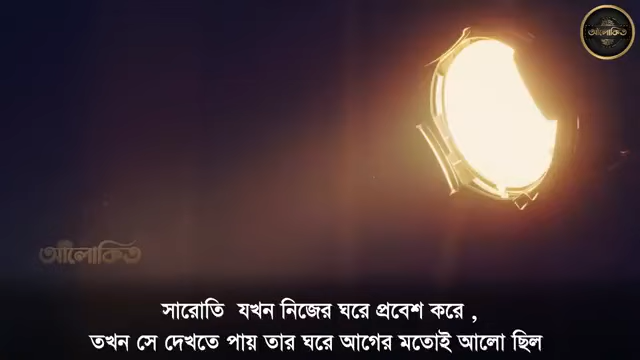 আলোকিত
আলোকিত
সারোতি যখন নিজের ঘরে প্রবেশ করে ,
তখন সে দেখতে পায় তার ঘরে আগের মতোই আলো ছিল